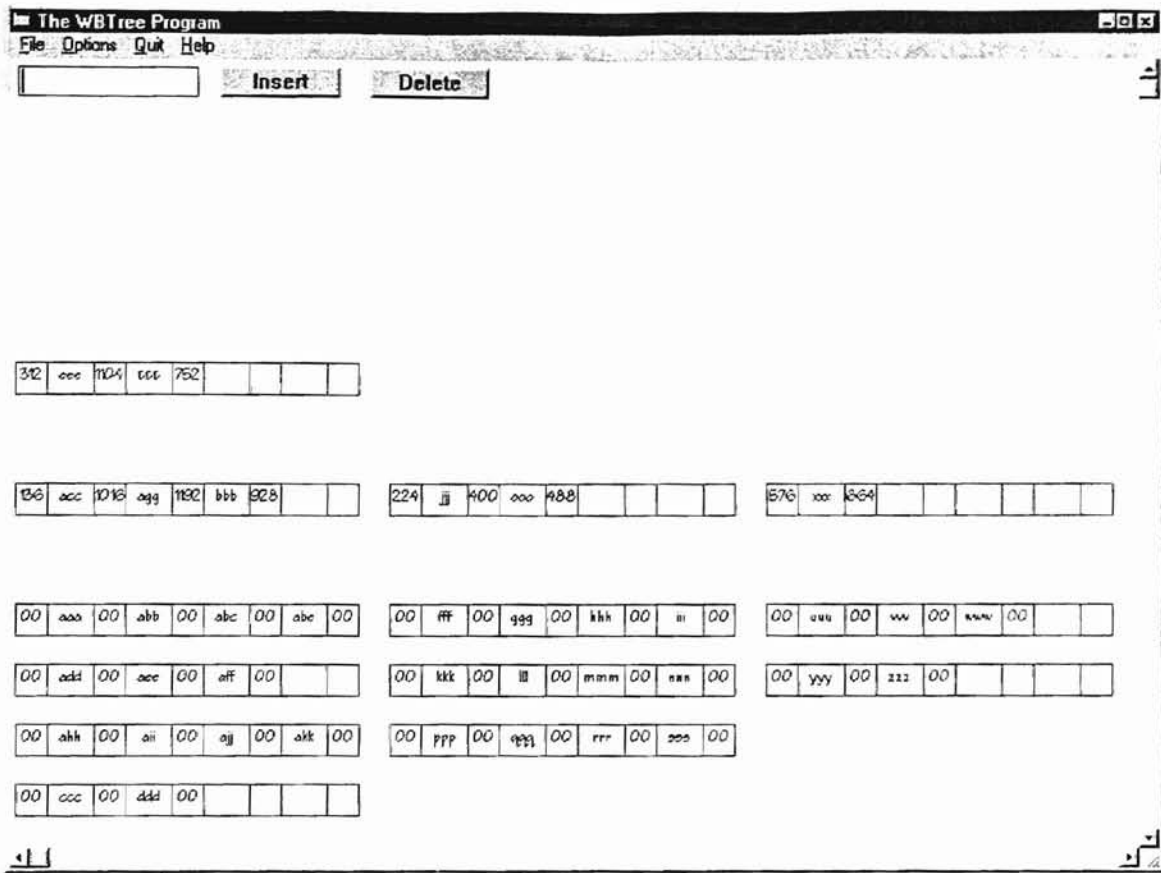 The WBTree Program
File Options Quit Help
Insert Delete
312 eee 1104 ttt 752
136 acc 1016 agg 1192 bbb 928 224 jjj 400 ooo 488 576 xxx 664
00 aaa 00 abb 00 abc 00 abe 00 00 fff 00 ggg 00 hhh 00 iii 00 00 uuu 00 vvv 00 www 00
00 add 00 aee 00 aff 00 00 kkk 00 lll 00 mmm 00 nnn 00 00 yyy 00 zzz 00
00 ahh 00 aii 00 ajj 00 akk 00 00 ppp 00 qqq 00 rrr 00 sss 00
00 ccc 00 ddd 00